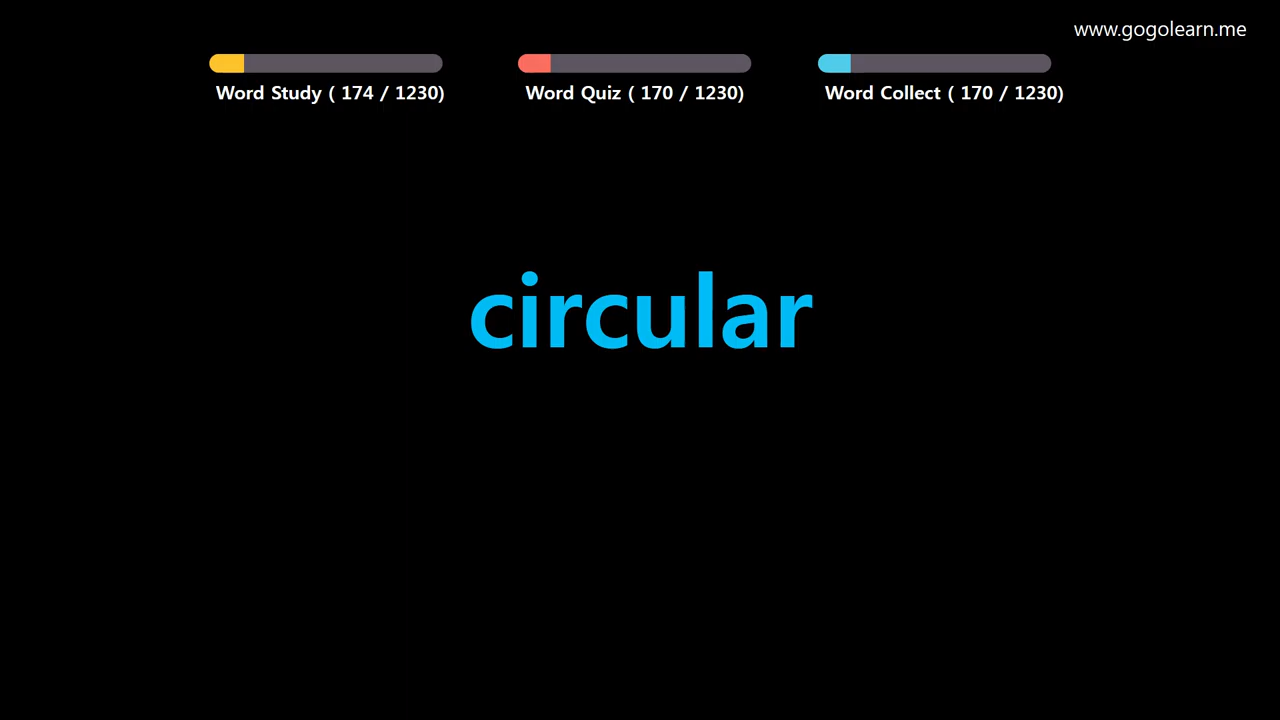 www.gogolearn.me
Word Study ( 174 / 1230)
Word Quiz ( 170 / 1230)
Word Collect ( 170 / 1230)
circular